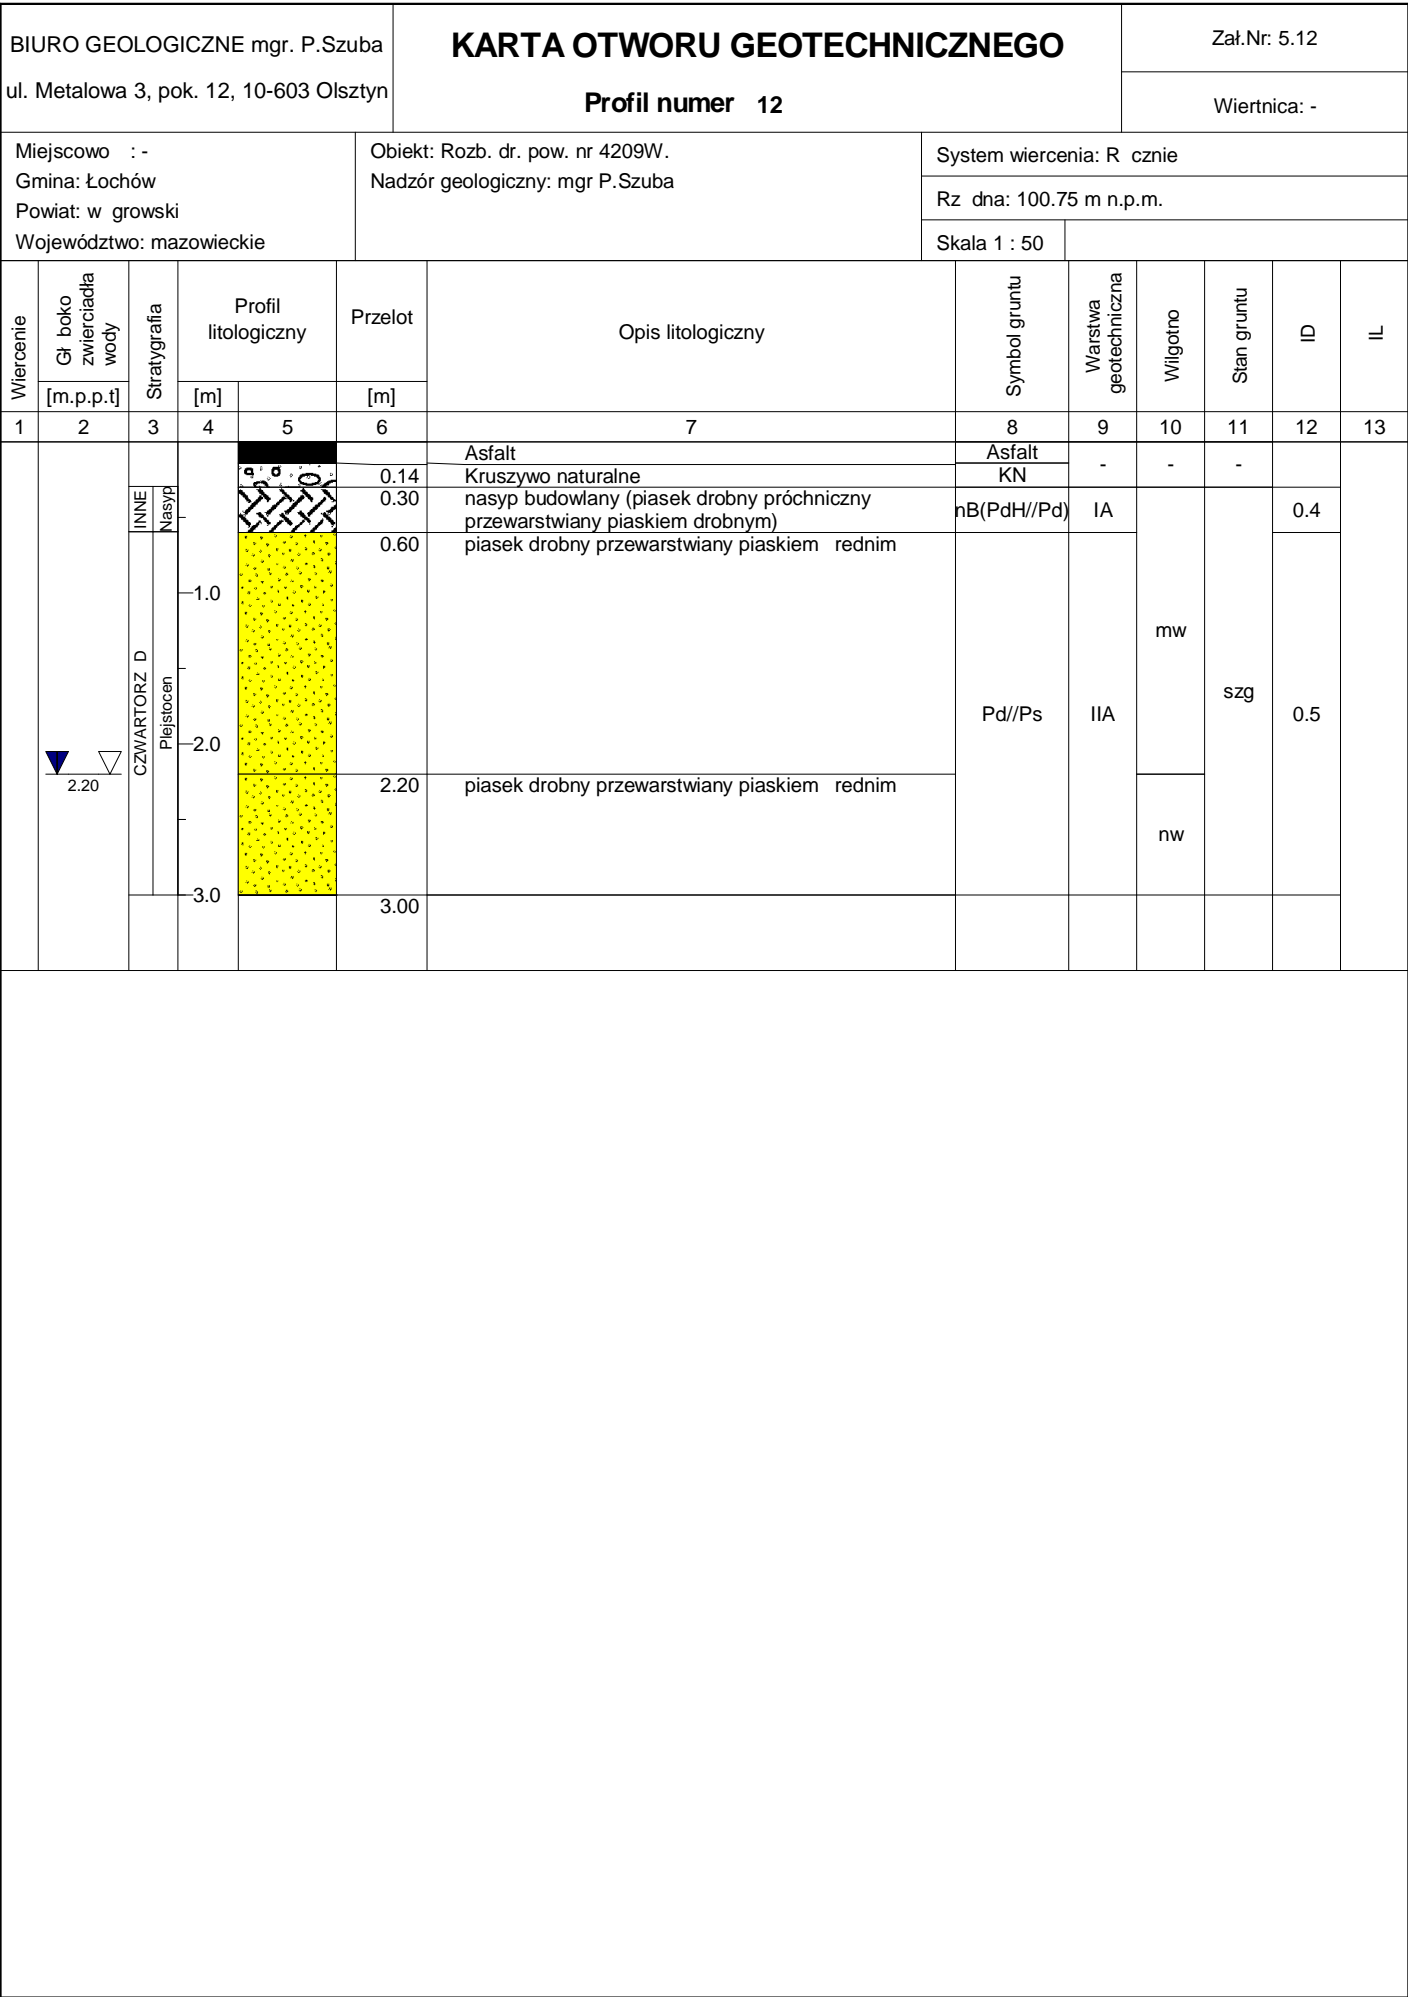 BIURO GEOLOGICZNE mgr. P.Szuba
ul. Metalowa 3, pok. 12, 10-603 Olsztyn
KARTA OTWORU GEOTECHNICZNEGO
Profil numer 12
Zał.Nr: 5.12
Wiertnica: -
Miejscowo : -
Gmina: Łochów
Powiat: w growski
Województwo: mazowieckie
Obiekt: Rozb. dr. pow. nr 4209W.
Nadzór geologiczny: mgr P.Szuba
System wiercenia: R cznie
Rz dna: 100.75 m n.p.m.
Skala 1 : 50
Wiercenie
Gł boko
zwierciadła
wody
[m.p.p.t]
Stratygrafia
Profil
litologiczny
[m]
Przelot
[m]
Opis litologiczny
Symbol gruntu
Warstwa
geotechniczna
Wilgotno
Stan gruntu
ID
IL
1 2 3 4 5 6 7 8 9 10 11 12 13
Asfalt Asfalt
0.14 Kruszywo naturalne KN - - -
INNE Nasyp
0.30 nasyp budowlany (piasek drobny próchniczny
przewarstwiany piaskiem drobnym)
nB(PdH//Pd) IA 0.4
0.60 piasek drobny przewarstwiany piaskiem rednim
1.0
mw
CZWARTORZ D
Plejstocen
szg
Pd//Ps IIA 0.5
2.0
2.20
2.20 piasek drobny przewarstwiany piaskiem rednim
nw
3.0
3.00